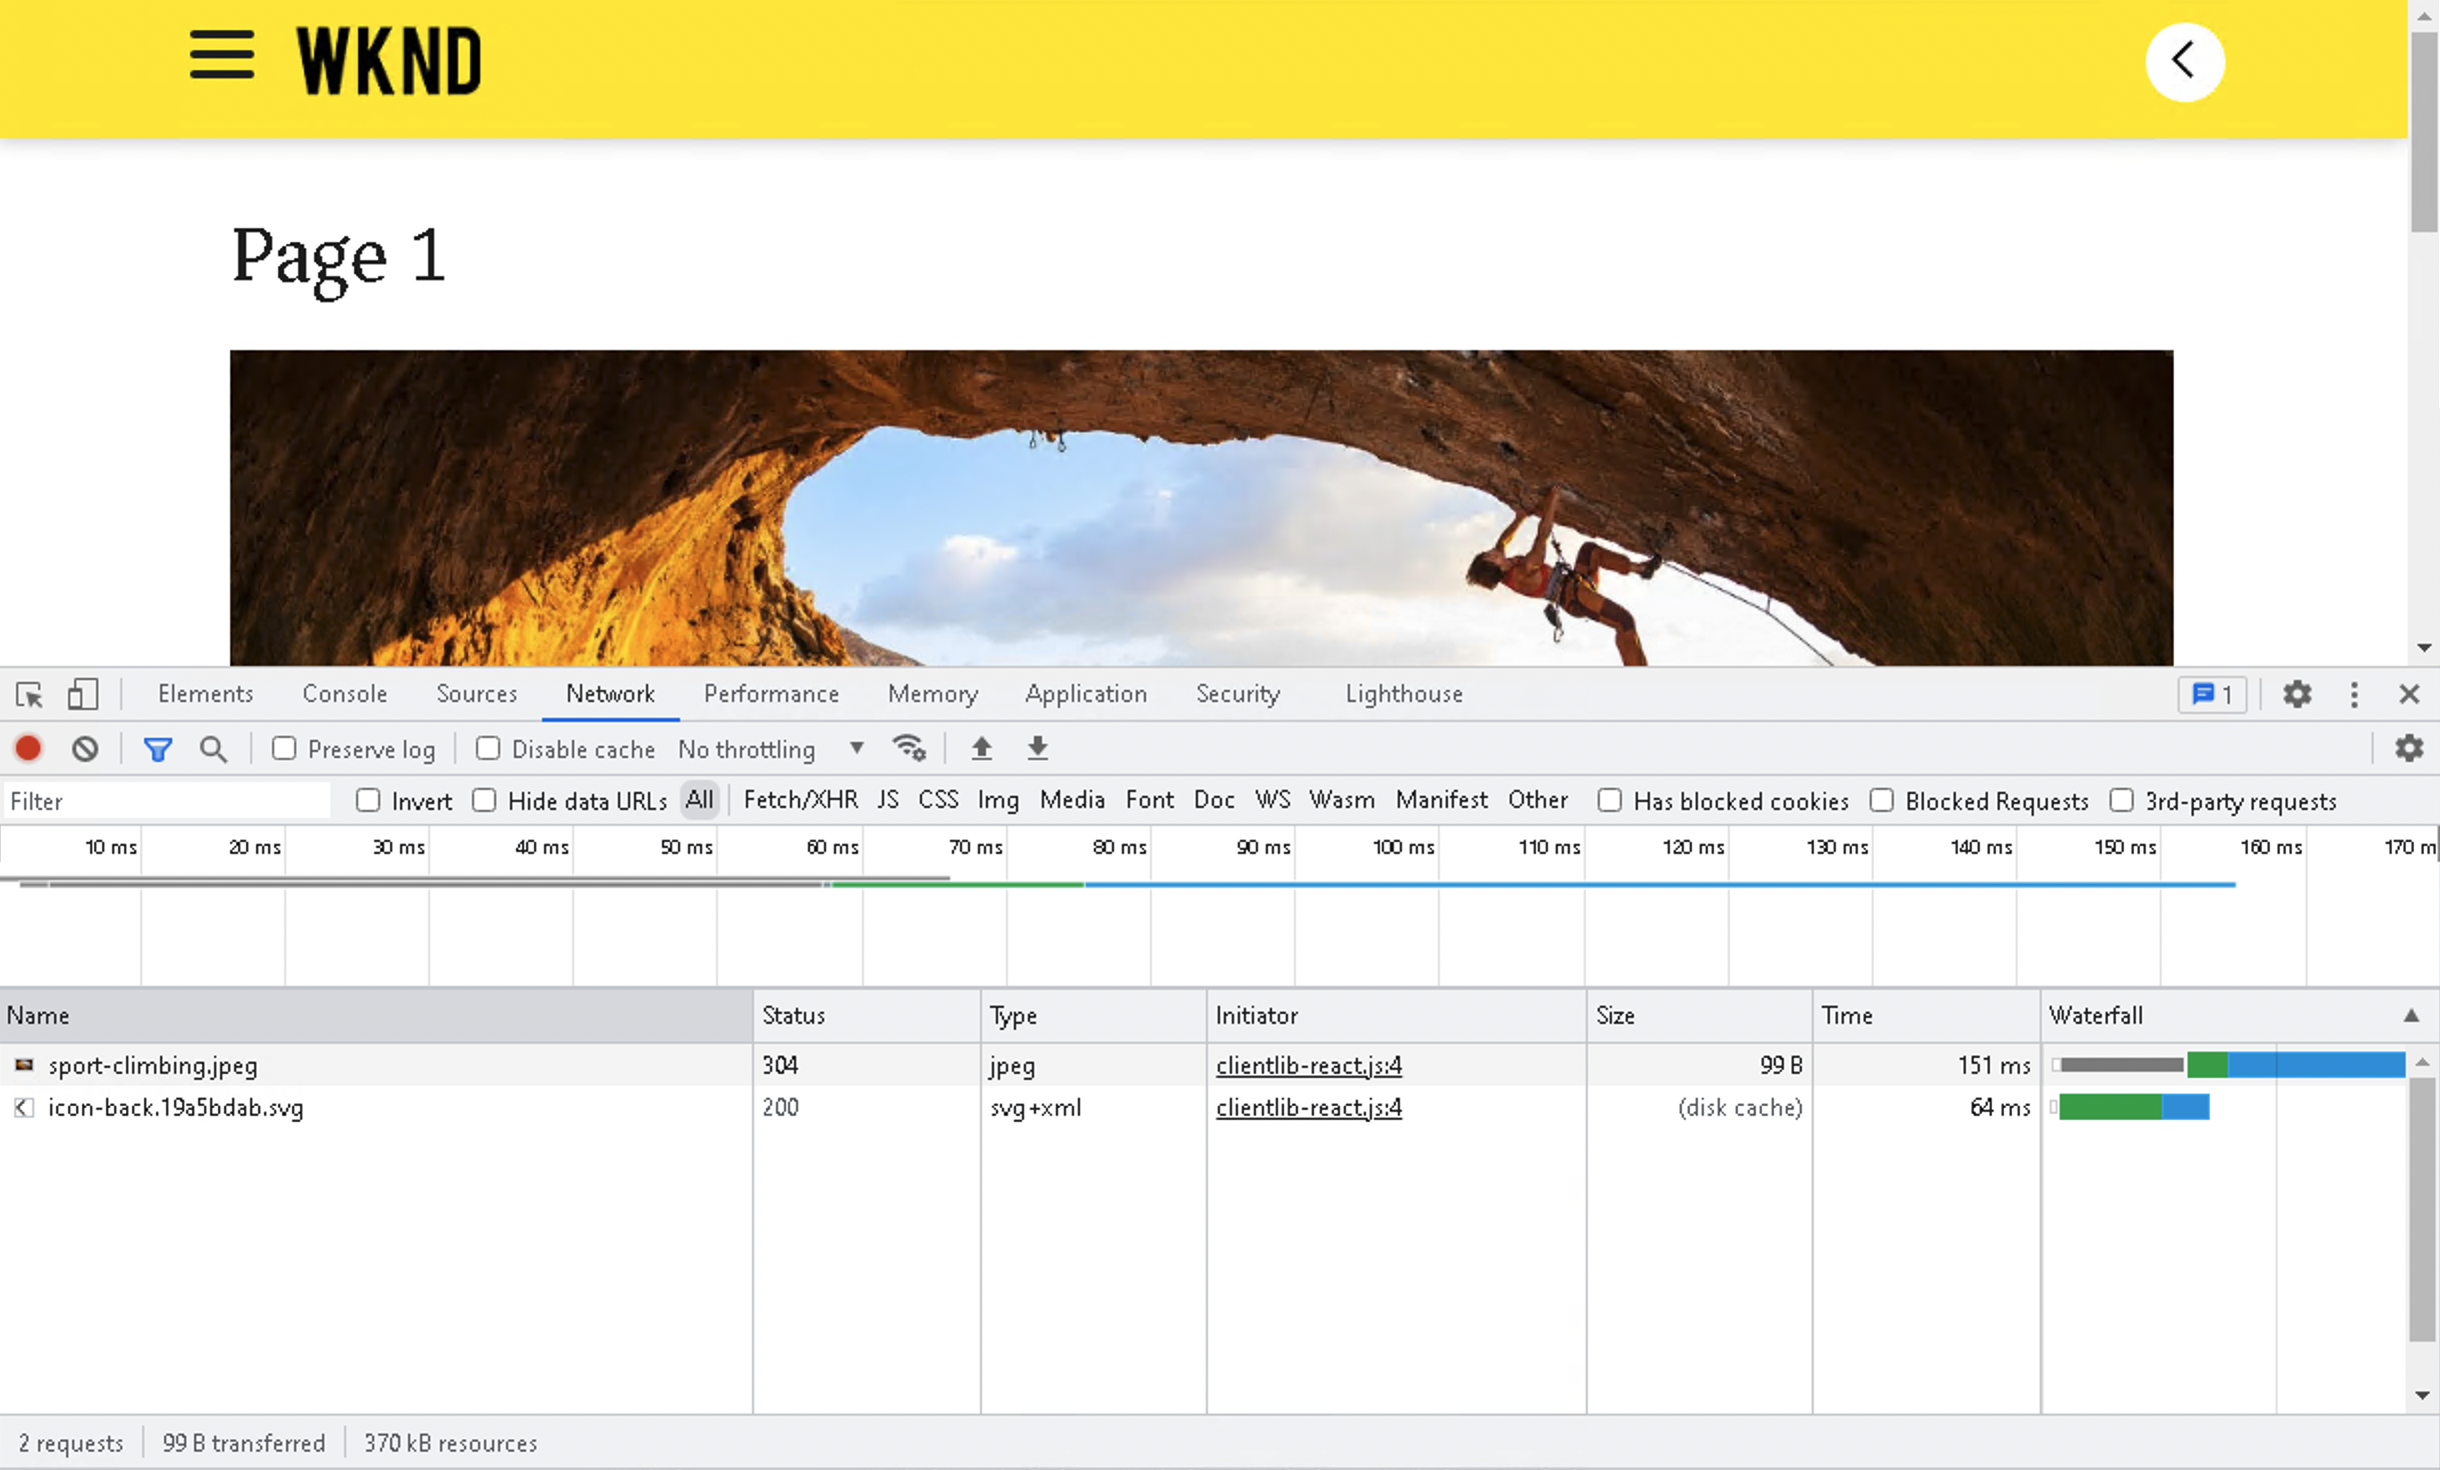 WKND
Page 1
Elements Console Sources Network Performance Memory Application Security Lighthouse 1
Preserve log Disable cache No throttling
Filter Invert Hide data URLs All Fetch/XHR JS CSS Img Media Font Doc WS Wasm Manifest Other Has blocked cookies Blocked Requests 3rd-party requests
10 ms 20 ms 30 ms 40 ms 50 ms 60 ms 70 ms 80 ms 90 ms 100 ms 110 ms 120 ms 130 ms 140 ms 150 ms 160 ms 170 m
Name Status Type Initiator Size Time Waterfall
sport-climbing.jpeg 304 jpeg clientlib-react.js:4 99 B 151 ms
icon-back.19a5bdab.svg 200 svg+xml clientlib-react.js:4 (disk cache) 64 ms
2 requests 99 B transferred 370 kB resources